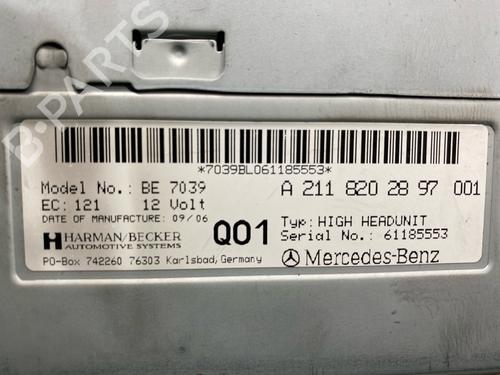 B-PARTS
*7039BL061185553*
Model No.: BE 7039 A 211 820 28 97 001
EC: 121 12 Volt
DATE OF MANUFACTURE: 09/06
Q01
Typ: HIGH HEADUNIT
HARMAN/BECKER
AUTOMOTIVE SYSTEMS
Serial No.: 61185553
PO-Box 742260 76303 Karlsbad, Germany
Mercedes-Benz